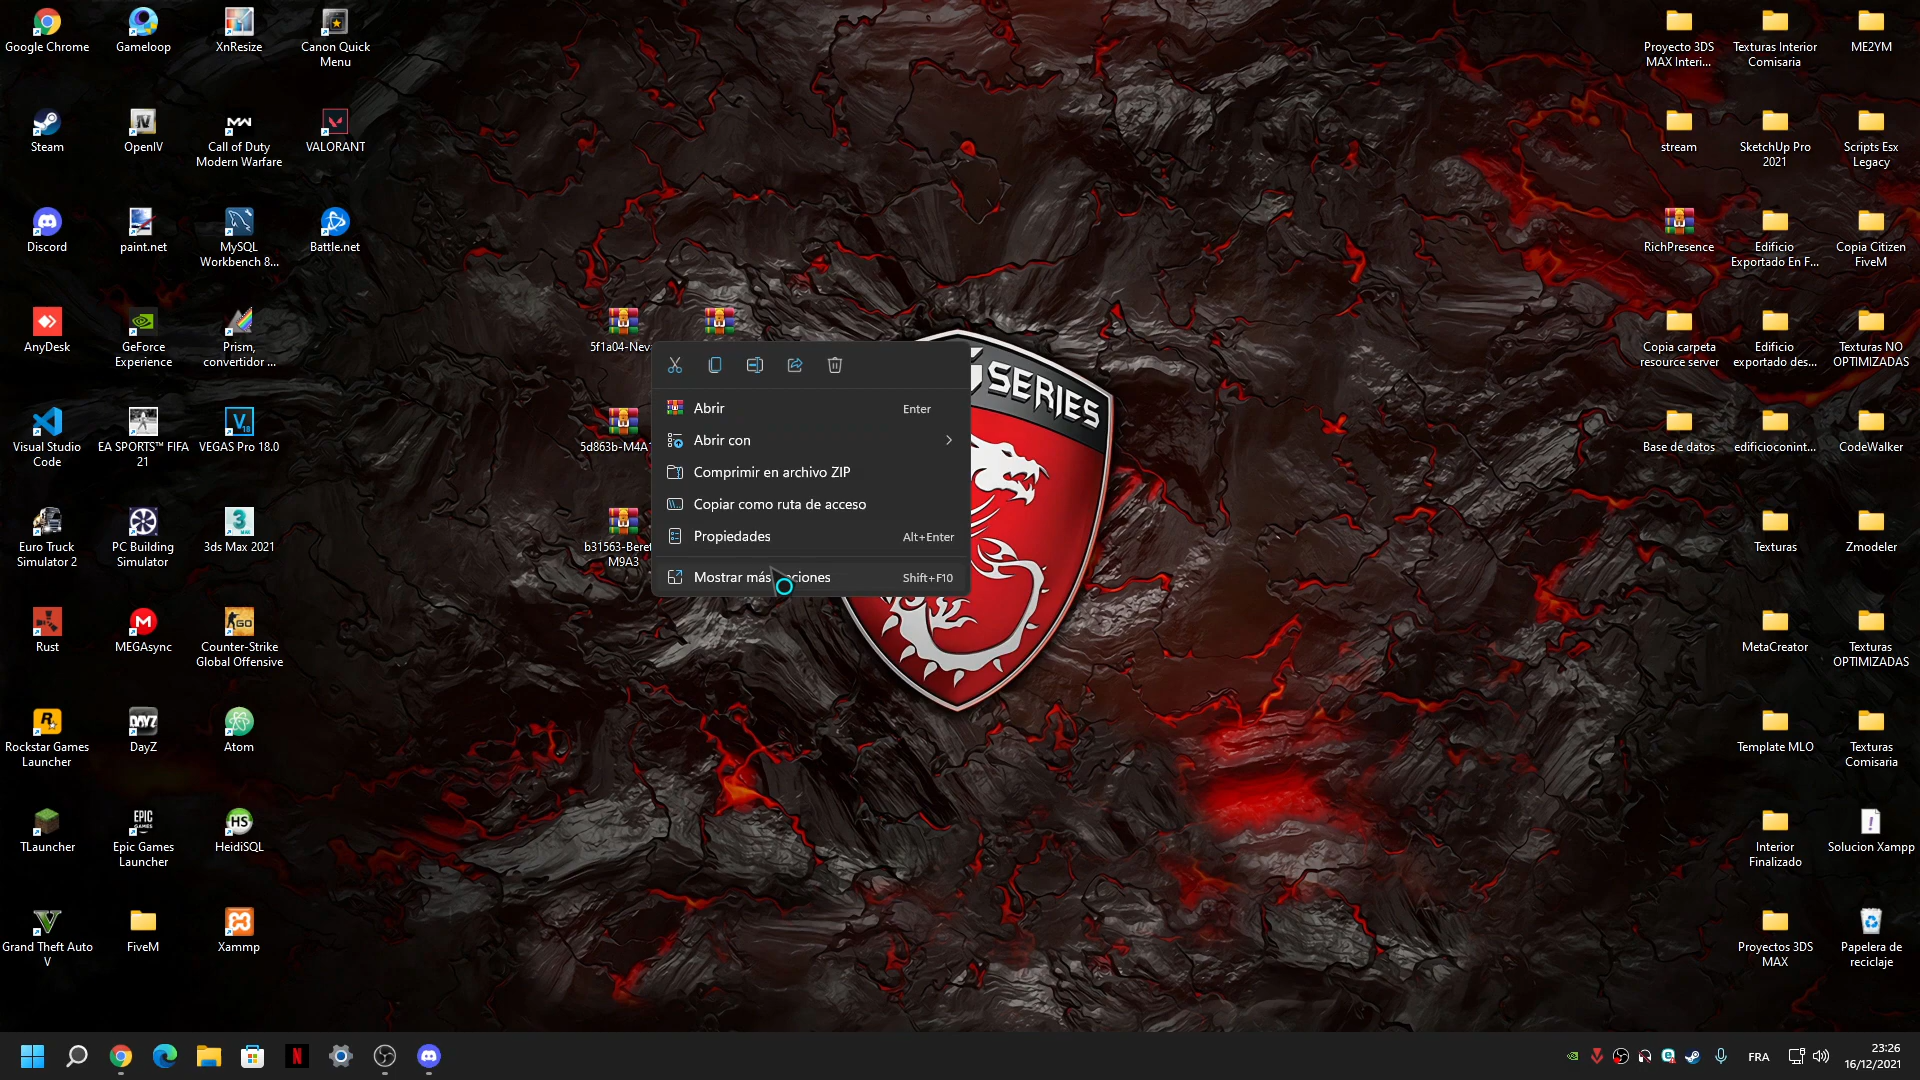 Google Chrome
Gameloop
XnResize
Canon Quick
Menu
Steam
OpenIV
Call of Duty
Modern Warfare
VALORANT
Discord
paint.net
MySQL
Workbench 8...
Battle.net
AnyDesk
GeForce
Experience
Prism,
convertidor ...
Visual Studio
Code
EA SPORTS™ FIFA
21
VEGAS Pro 18.0
Euro Truck
Simulator 2
PC Building
Simulator
3ds Max 2021
Rust
MEGAsync
Counter-Strike
Global Offensive
Rockstar Games
Launcher
DayZ
Atom
TLauncher
Epic Games
Launcher
HeidiSQL
Grand Theft Auto
V
FiveM
Xammp
5f1a04-Nev
5d863b-M4A
b31563-Beret
M9A3
Abrir Enter
Abrir con
Comprimir en archivo ZIP
Copiar como ruta de acceso
Propiedades Alt+Enter
Mostrar más Shift+F10
SERIES
Proyecto 3DS
MAX Interi...
Texturas Interior
Comisaria
ME2YM
stream
SketchUp Pro
2021
Scripts Esx
Legacy
RichPresence
Edificio
Exportado En F...
Copia Citizen
FiveM
Copia carpeta
resource server
Edificio
exportado des...
Texturas NO
OPTIMIZADAS
Base de datos
edificioconint...
CodeWalker
Texturas
Zmodeler
MetaCreator
Texturas
OPTIMIZADAS
Template MLO
Texturas
Comisaria
Interior
Finalizado
Solucion Xampp
Proyectos 3DS
MAX
Papelera de
reciclaje
FRA
23:26
16/12/2021